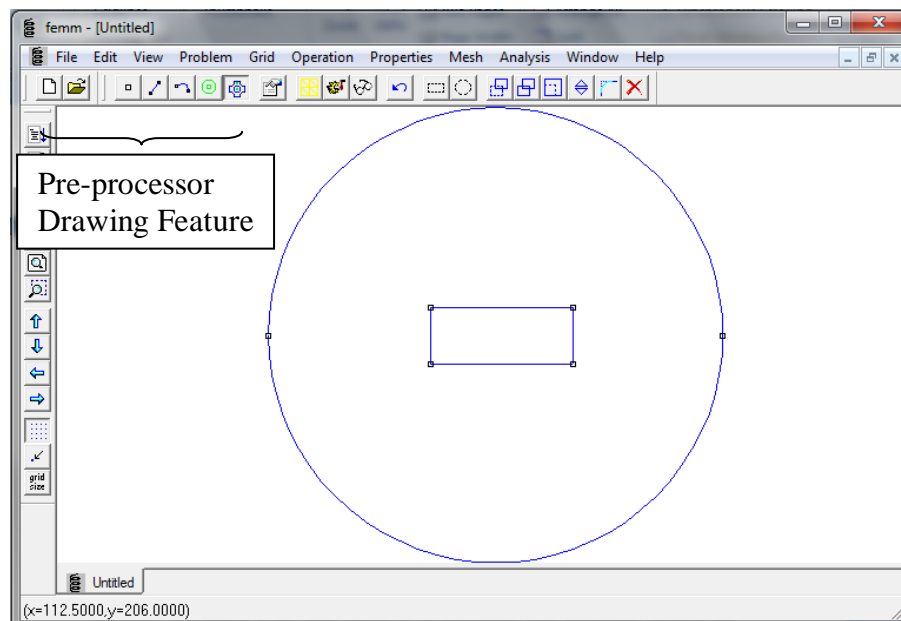 femm - [Untitled]
File Edit View Problem Grid Operation Properties Mesh Analysis Window Help
Pre-processor
Drawing Feature
grid
size
Untitled
(x=112.5000,y=206.0000)